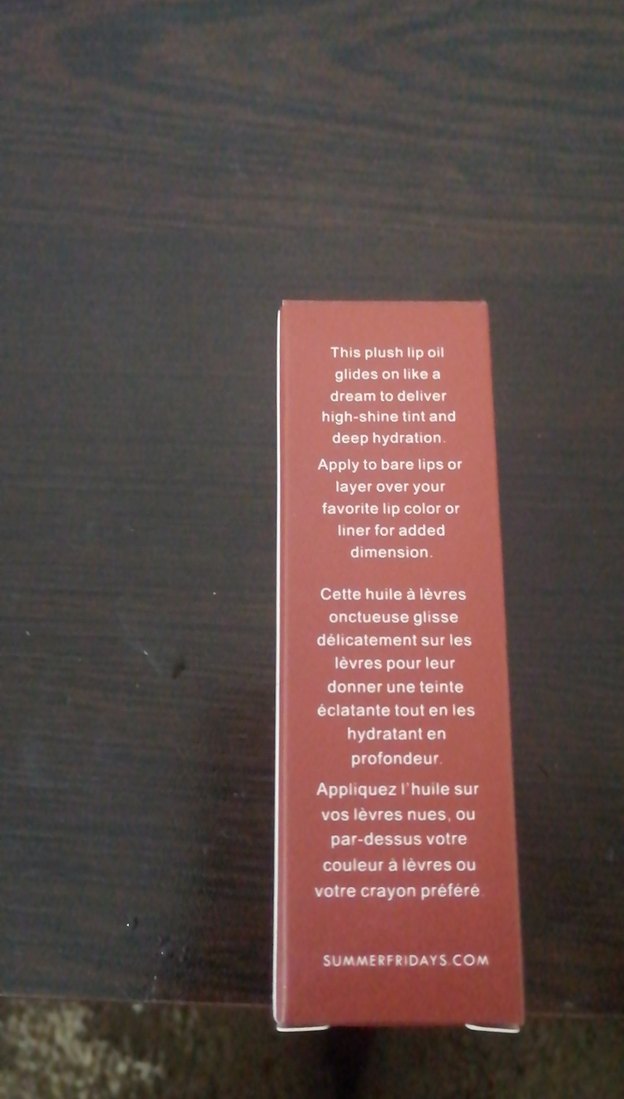 This plush lip oil
glides on like a
dream to deliver
high-shine tint and
deep hydration.
Apply to bare lips or
layer over your
favorite lip color or
liner for added
dimension.
Cette huile à lèvres
onctueuse glisse
délicatement sur les
lèvres pour leur
donner une teinte
éclatante tout en les
hydratant en
profondeur.
Appliquez l'huile sur
vos lèvres nues, ou
par-dessus votre
couleur à lèvres ou
votre crayon préféré.
SUMMERFRIDAYS.COM